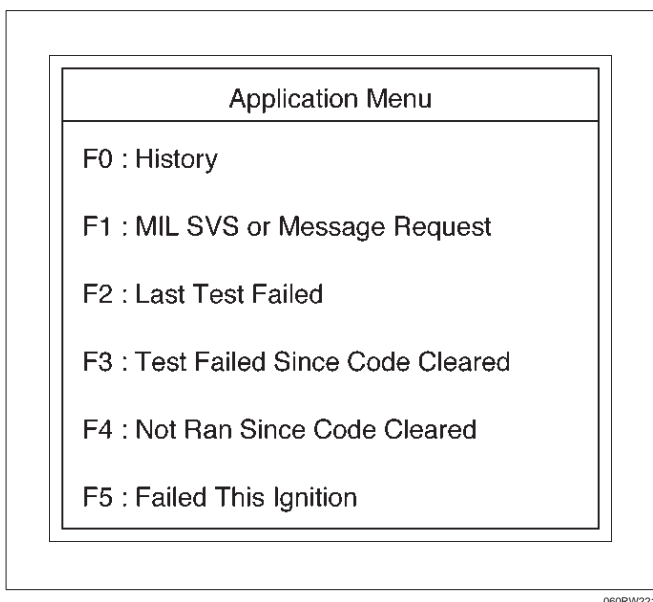 Application Menu
F0 : History
F1 : MIL SVS or Message Request
F2 : Last Test Failed
F3 : Test Failed Since Code Cleared
F4 : Not Ran Since Code Cleared
F5 : Failed This Ignition